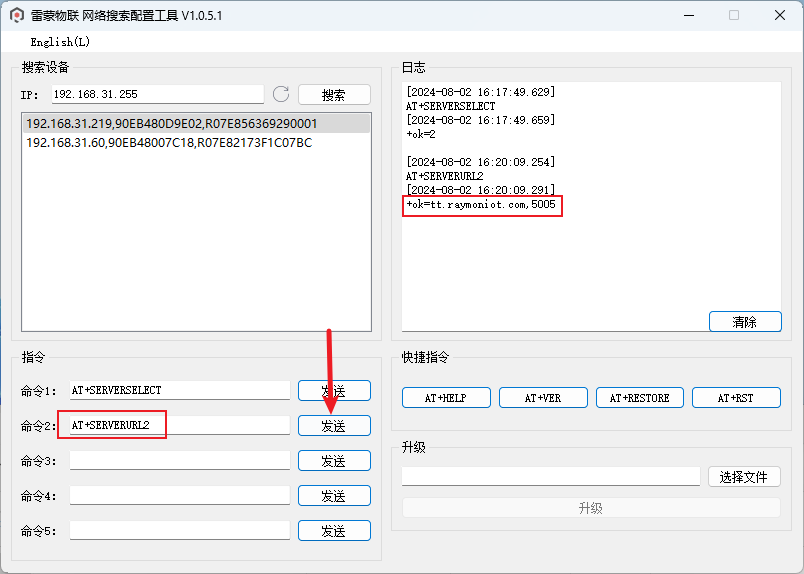 雷蒙物联 网络搜索配置工具 V1.0.5.1
English(L)
搜索设备
IP: 192.168.31.255 搜索
192.168.31.219,90EB480D9E02,R07E856369290001
192.168.31.60,90EB48007C18,R07E82173F1C07BC
日志
[2024-08-02 16:17:49.629]
AT+SERVERSELECT
[2024-08-02 16:17:49.659]
+ok=2
[2024-08-02 16:20:09.254]
AT+SERVERURL2
[2024-08-02 16:20:09.291]
+ok=tt.raymoniot.com,5005
清除
指令
命令1: AT+SERVERSELECT 发送
命令2: AT+SERVERURL2 发送
命令3: 发送
命令4: 发送
命令5: 发送
快捷指令
AT+HELP AT+VER AT+RESTORE AT+RST
升级
选择文件
升级